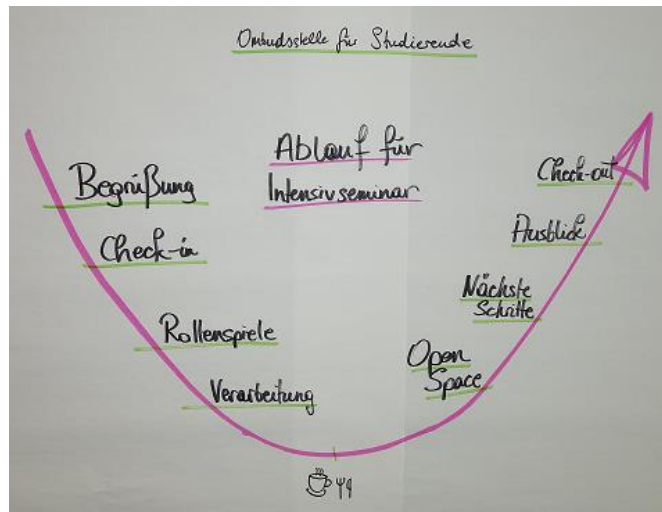 Ombudsstelle für Studierende
Ablauf für
Intensivseminar
Begrüßung
Check-in
Rollenspiele
Verarbeitung
Open
Space
Nächste
Schritte
Ausblick
Check-out